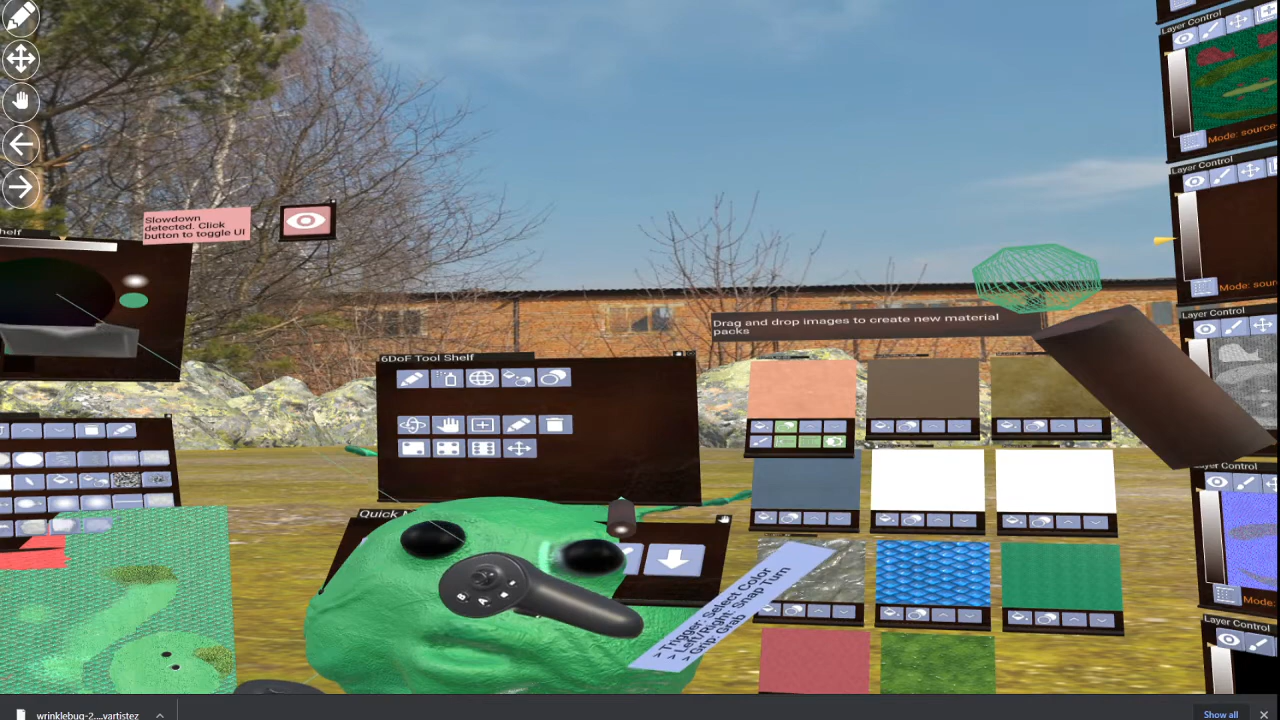 Layer Control
Mode: source
Layer Control
Slowdown
detected. Click
button to toggle UI
helf
Mode: sour
Layer Control
Drag and drop images to create new material
packs
6DoF Tool Shelf
Layer Control
Quick
> Trigger: Select Color
> Left/Right: Snap Turn
> Grip: Grab
B
A
Mode:
Layer Control
wrinklebug-2....vartistez
Show all